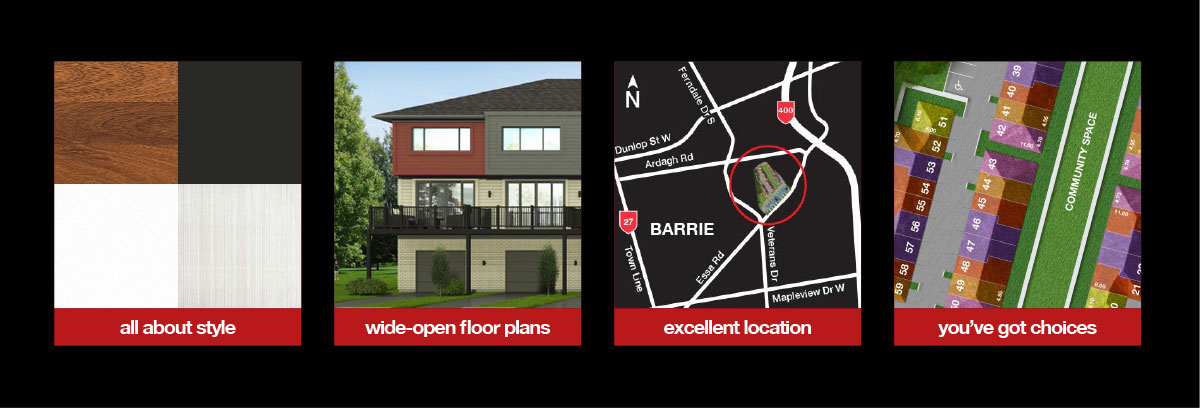 all about style
wide-open floor plans
N
400
Ferndale Dr S
Dunlop St W
Ardagh Rd
27
BARRIE
Town Line
Essa Rd
Veterans Dr
Mapleview Dr W
excellent location
39
40
41
42
43
44
45
46
47
48
49
51
52
53
54
55
56
57
58
59
COMMUNITY SPACE
you've got choices